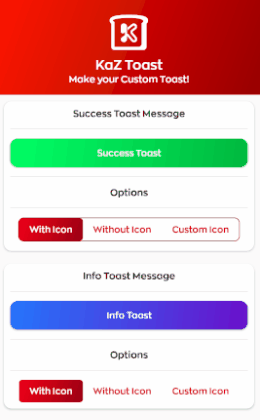 KaZ Toast
Make your Custom Toast!
Success Toast Message
Success Toast
Options
With Icon Without Icon Custom Icon
Info Toast Message
Info Toast
Options
With Icon Without Icon Custom Icon